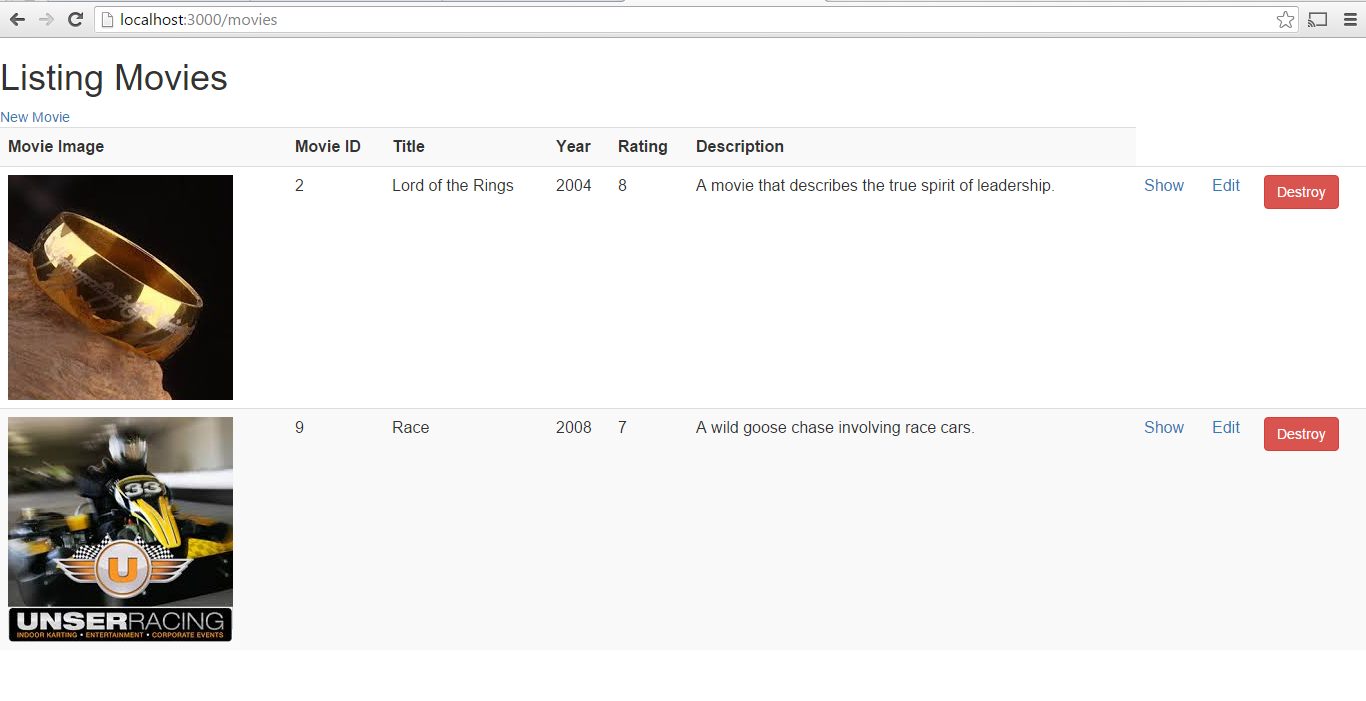 localhost:3000/movies
Listing Movies
New Movie
Movie Image Movie ID Title Year Rating Description
2 Lord of the Rings 2004 8 A movie that describes the true spirit of leadership. Show Edit Destroy
9 Race 2008 7 A wild goose chase involving race cars. Show Edit Destroy
33
U
UNSERRACING
INDOOR KARTING • ENTERTAINMENT • CORPORATE EVENTS